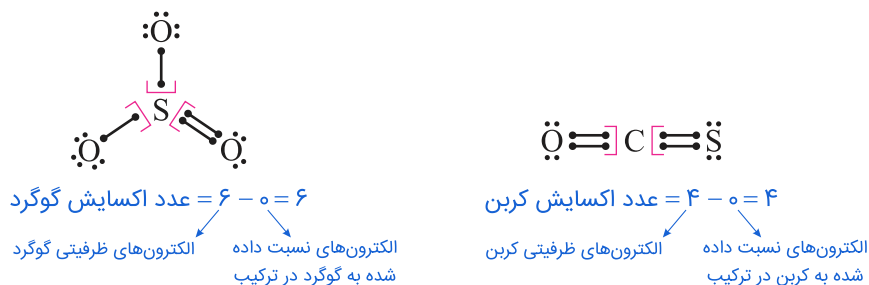 O
S
O O
O C S
عدد اکسایش گوگرد = ۶ − ۰ = ۶
عدد اکسایش کربن = ۴ − ۰ = ۴
الکترون‌های ظرفیتی گوگرد
الکترون‌های نسبت داده
شده به گوگرد در ترکیب
الکترون‌های ظرفیتی کربن
الکترون‌های نسبت داده
شده به کربن در ترکیب